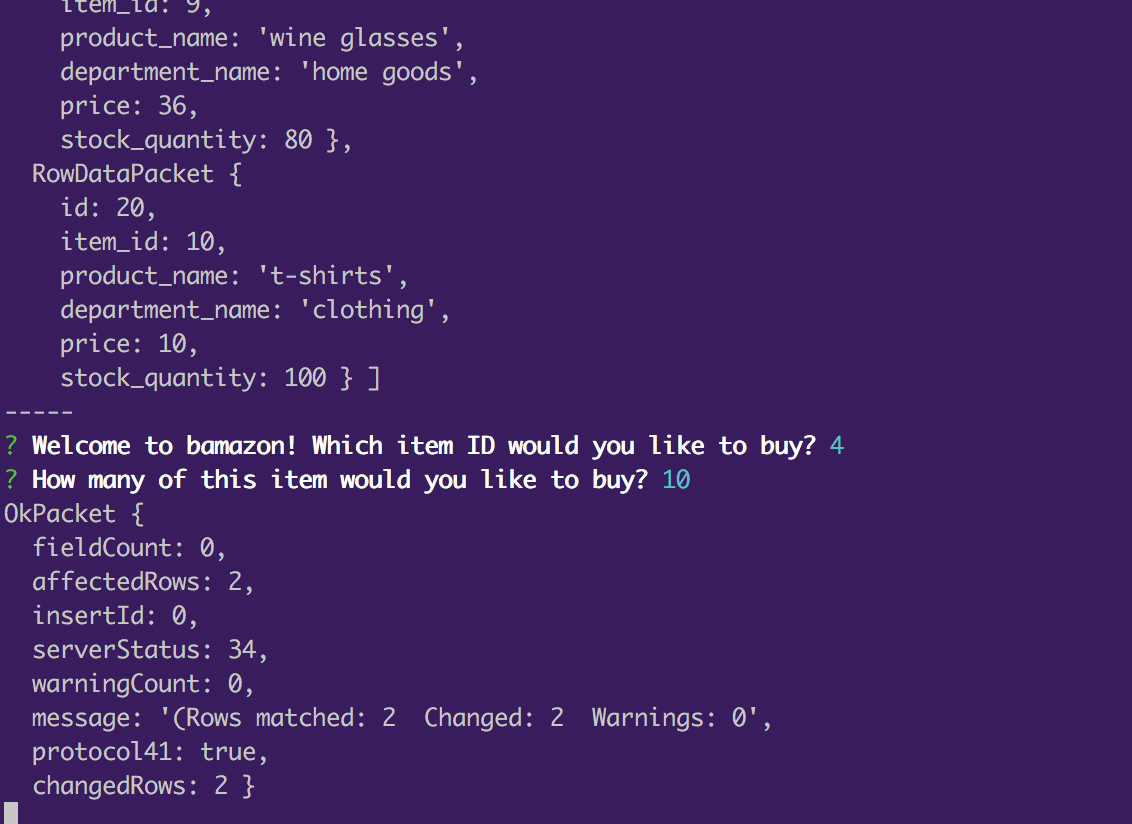 item_id: 9,
product_name: 'wine glasses',
department_name: 'home goods',
price: 36,
stock_quantity: 80 },
RowDataPacket {
id: 20,
item_id: 10,
product_name: 't-shirts',
department_name: 'clothing',
price: 10,
stock_quantity: 100 } ]
-----
? Welcome to bamazon! Which item ID would you like to buy? 4
? How many of this item would you like to buy? 10
OkPacket {
fieldCount: 0,
affectedRows: 2,
insertId: 0,
serverStatus: 34,
warningCount: 0,
message: '(Rows matched: 2  Changed: 2  Warnings: 0',
protocol41: true,
changedRows: 2 }